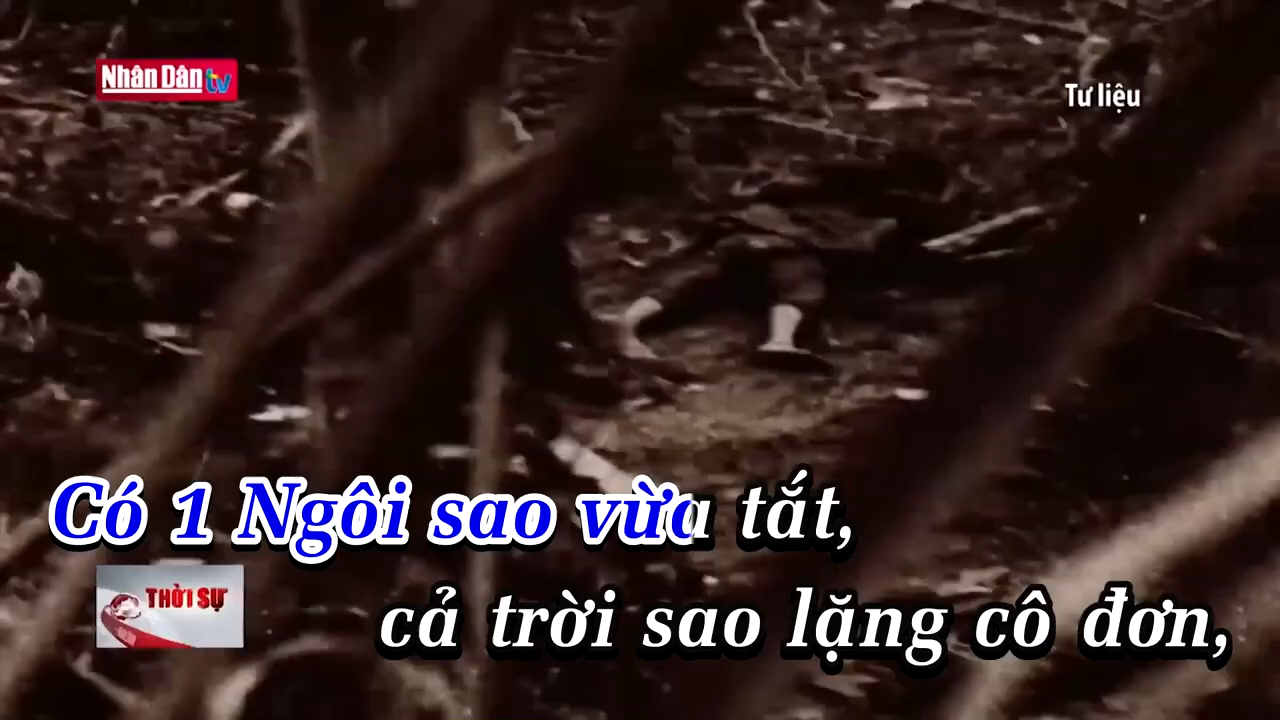 Nhân Dân tv
Tư liệu
Có 1 Ngôi sao vừa tắt,
THỜI SỰ
cả trời sao lặng cô đơn,